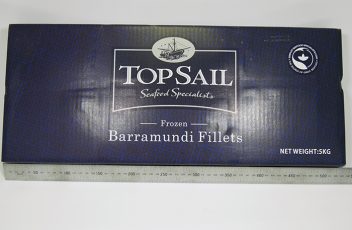 TOPSAIL
Seafood Specialists
Frozen
Barramundi Fillets
NET WEIGHT:5KG